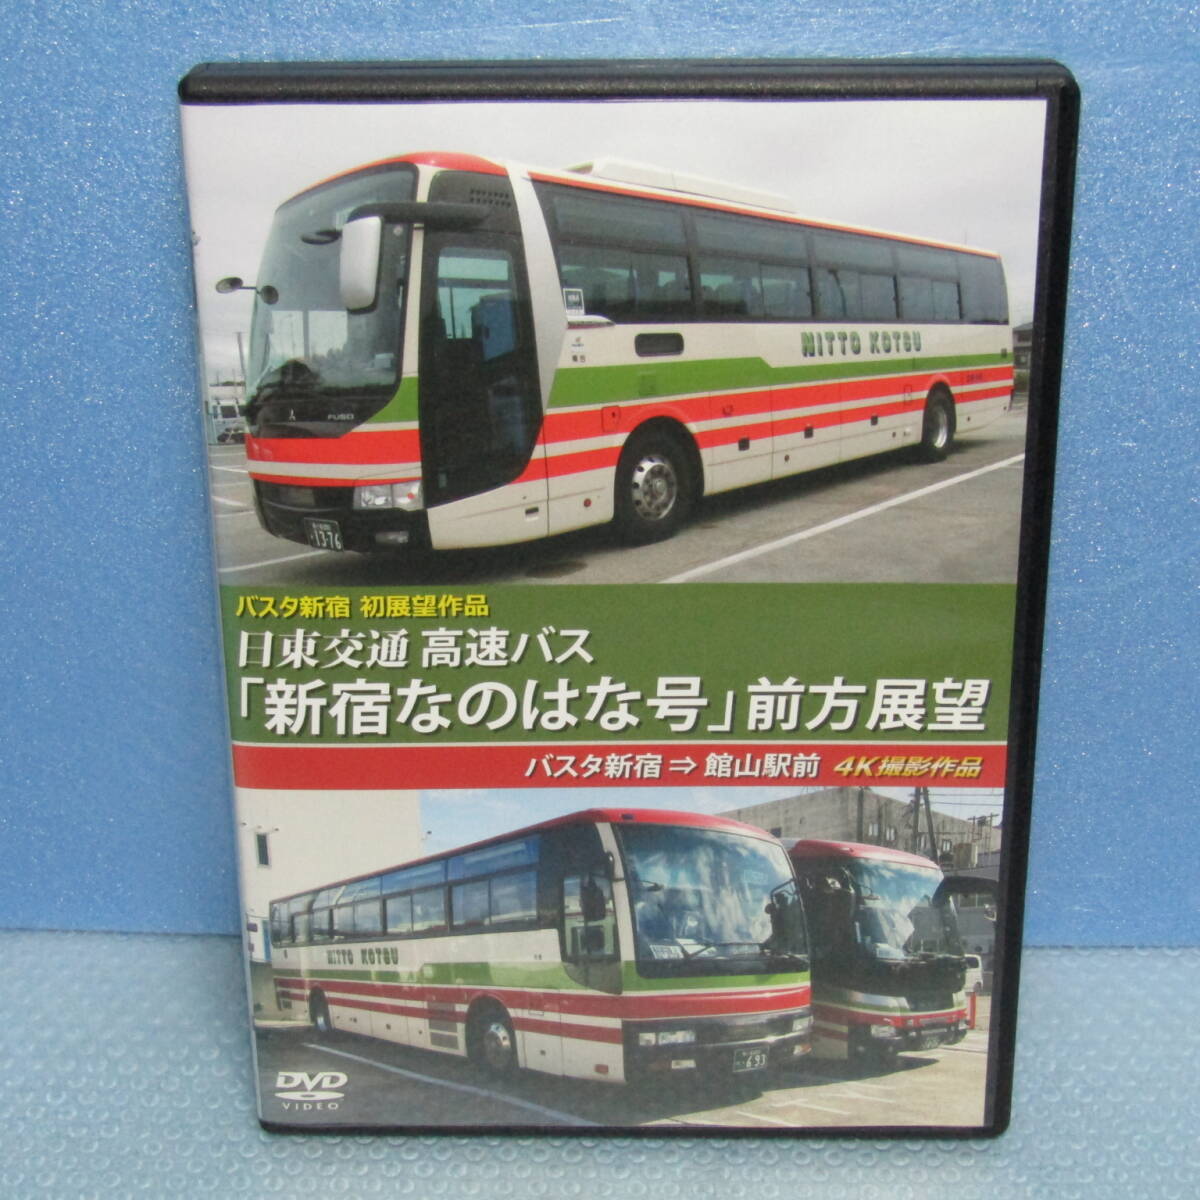 NITTO KOTSU
FUSO
・13-76
バスタ新宿 初展望作品
日東交通 高速バス
「新宿なのはな号」前方展望
バスタ新宿⇒館山駅前 4K撮影作品
NITTO KOTSU
・693
DVD
VIDEO